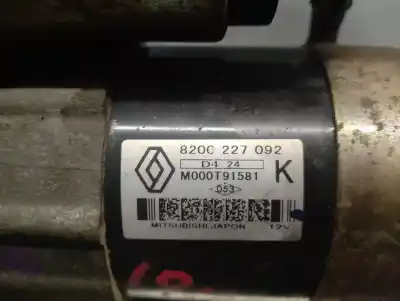 8200 227 092
D4 24
M000T91581 K
-053-
MITSUBISHI JAPON 12V